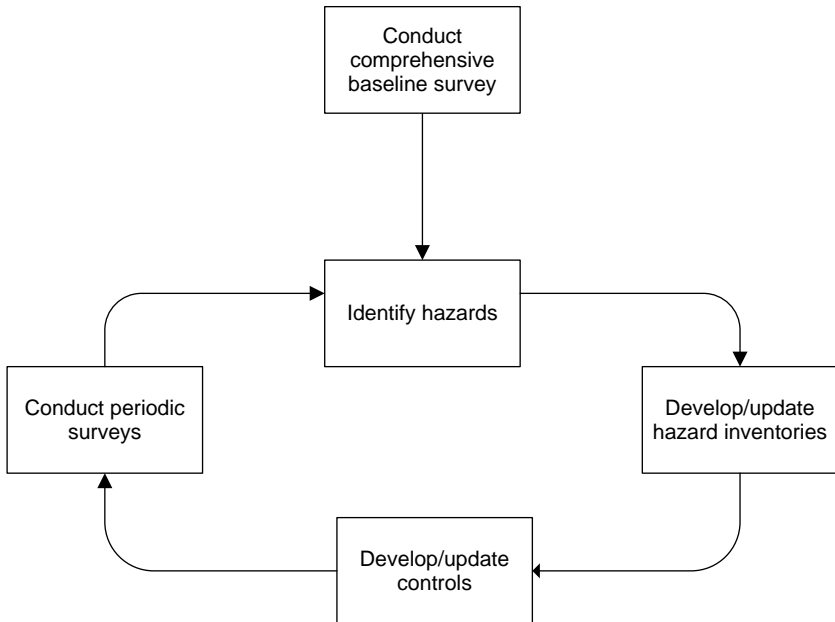 Conduct
comprehensive
baseline survey
Identify hazards
Conduct periodic
surveys
Develop/update
hazard inventories
Develop/update
controls